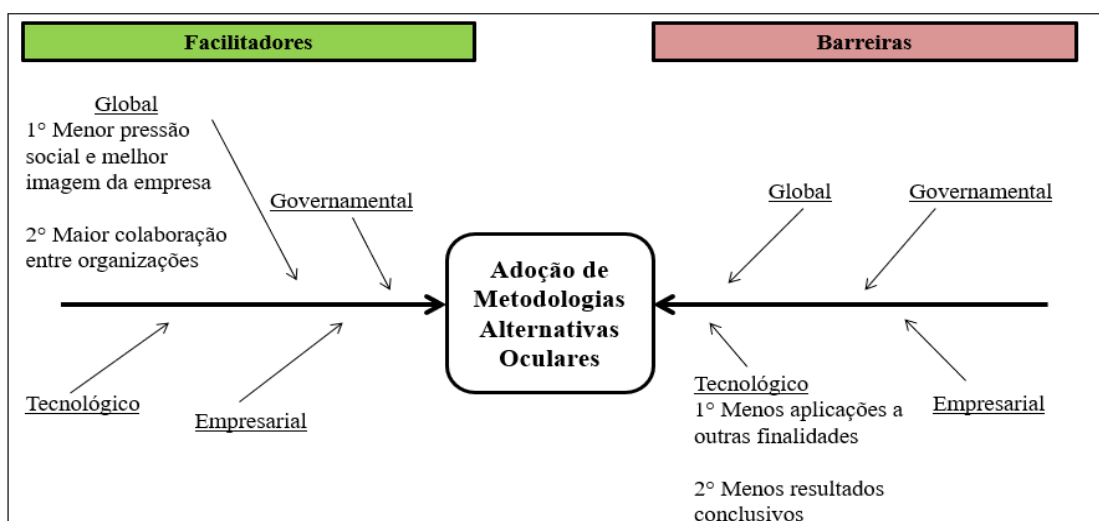 Facilitadores
Barreiras
Global
1° Menor pressão
social e melhor
imagem da empresa
2° Maior colaboração
entre organizações
Governamental
Tecnológico
Empresarial
Adoção de
Metodologias
Alternativas
Oculares
Global
Governamental
Tecnológico
1° Menos aplicações a
outras finalidades
2° Menos resultados
conclusivos
Empresarial